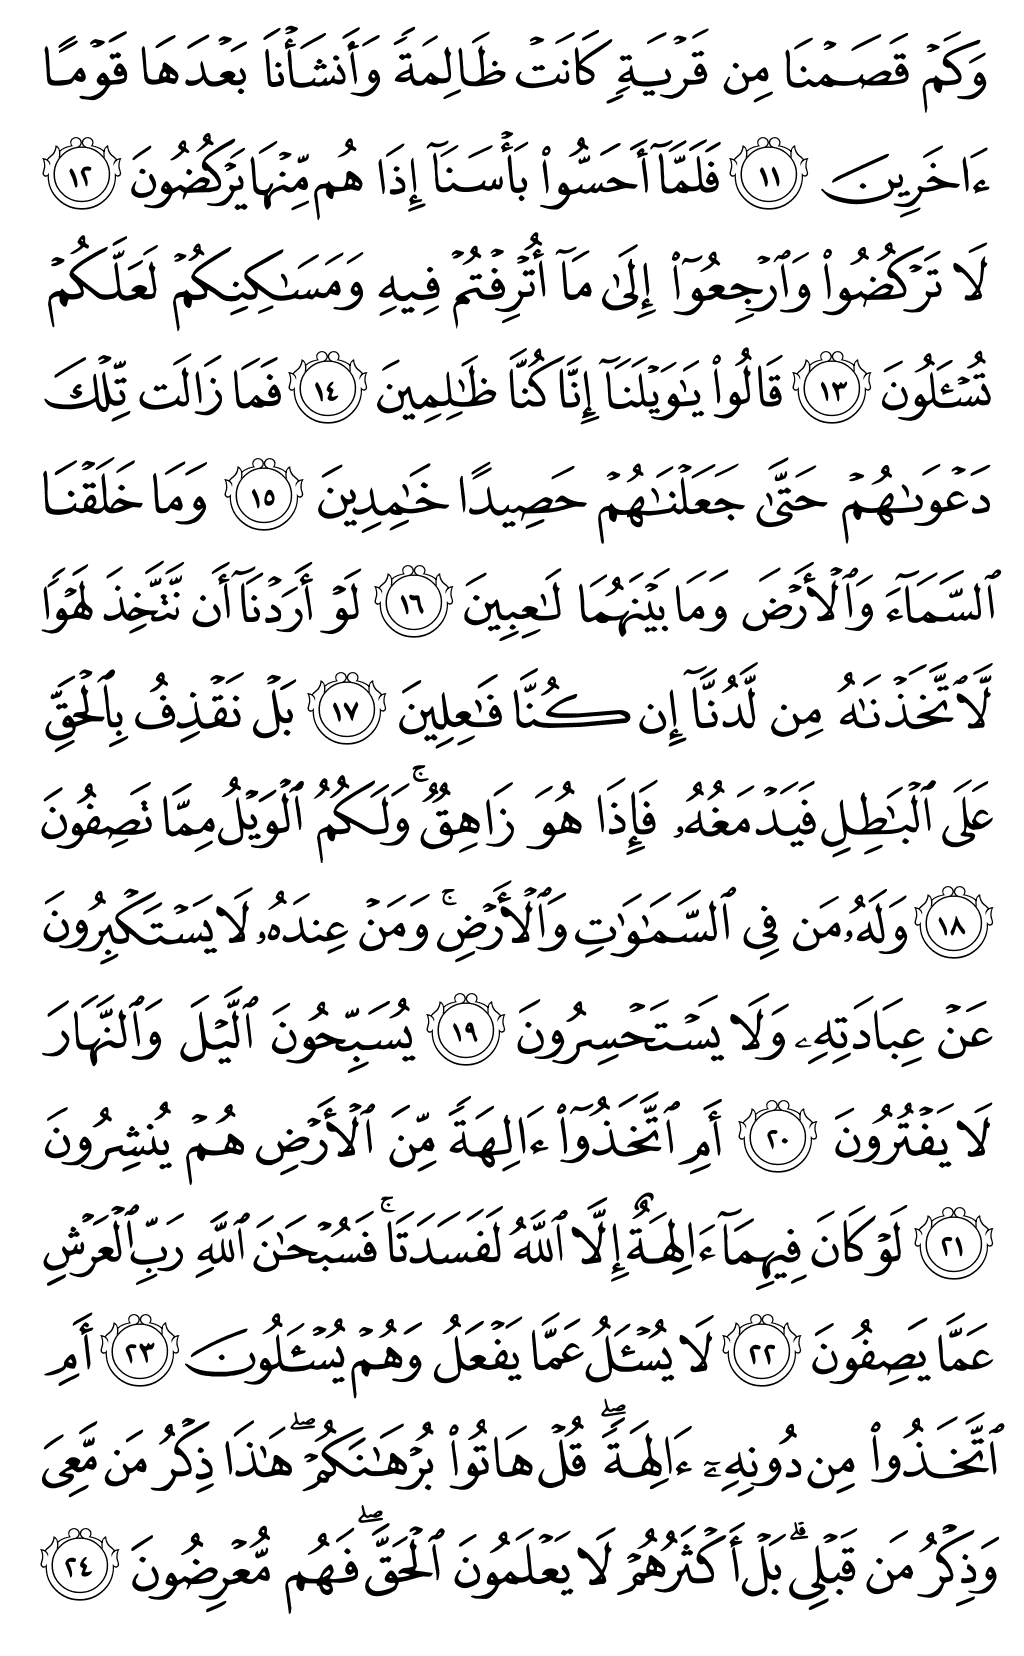 وَكَمۡ قَصَمۡنَا مِن قَرۡيَةٖ كَانَتۡ ظَالِمَةٗ وَأَنشَأۡنَا بَعۡدَهَا قَوۡمًا
ءَاخَرِينَ ١١ فَلَمَّآ أَحَسُّواْ بَأۡسَنَآ إِذَا هُم مِّنۡهَا يَرۡكُضُونَ ١٢
لَا تَرۡكُضُواْ وَٱرۡجِعُوٓاْ إِلَىٰ مَآ أُتۡرِفۡتُمۡ فِيهِ وَمَسَٰكِنِكُمۡ لَعَلَّكُمۡ
تُسۡـَٔلُونَ ١٣ قَالُواْ يَٰوَيۡلَنَآ إِنَّا كُنَّا ظَٰلِمِينَ ١٤ فَمَا زَالَت تِّلۡكَ
دَعۡوَىٰهُمۡ حَتَّىٰ جَعَلۡنَٰهُمۡ حَصِيدًا خَٰمِدِينَ ١٥ وَمَا خَلَقۡنَا
ٱلسَّمَآءَ وَٱلۡأَرۡضَ وَمَا بَيۡنَهُمَا لَٰعِبِينَ ١٦ لَوۡ أَرَدۡنَآ أَن نَّتَّخِذَ لَهۡوٗا
لَّٱتَّخَذۡنَٰهُ مِن لَّدُنَّآ إِن كُنَّا فَٰعِلِينَ ١٧ بَلۡ نَقۡذِفُ بِٱلۡحَقِّ
عَلَى ٱلۡبَٰطِلِ فَيَدۡمَغُهُۥ فَإِذَا هُوَ زَاهِقٞۚ وَلَكُمُ ٱلۡوَيۡلُ مِمَّا تَصِفُونَ
١٨ وَلَهُۥ مَن فِي ٱلسَّمَٰوَٰتِ وَٱلۡأَرۡضِۚ وَمَنۡ عِندَهُۥ لَا يَسۡتَكۡبِرُونَ
عَنۡ عِبَادَتِهِۦ وَلَا يَسۡتَحۡسِرُونَ ١٩ يُسَبِّحُونَ ٱلَّيۡلَ وَٱلنَّهَارَ
لَا يَفۡتُرُونَ ٢٠ أَمِ ٱتَّخَذُوٓاْ ءَالِهَةٗ مِّنَ ٱلۡأَرۡضِ هُمۡ يُنشِرُونَ
٢١ لَوۡ كَانَ فِيهِمَآ ءَالِهَةٌ إِلَّا ٱللَّهُ لَفَسَدَتَاۚ فَسُبۡحَٰنَ ٱللَّهِ رَبِّ ٱلۡعَرۡشِ
عَمَّا يَصِفُونَ ٢٢ لَا يُسۡـَٔلُ عَمَّا يَفۡعَلُ وَهُمۡ يُسۡـَٔلُونَ ٢٣ أَمِ
ٱتَّخَذُواْ مِن دُونِهِۦٓ ءَالِهَةٗۖ قُلۡ هَاتُواْ بُرۡهَٰنَكُمۡۖ هَٰذَا ذِكۡرُ مَن مَّعِيَ
وَذِكۡرُ مَن قَبۡلِيۚ بَلۡ أَكۡثَرُهُمۡ لَا يَعۡلَمُونَ ٱلۡحَقَّۖ فَهُم مُّعۡرِضُونَ ٢٤